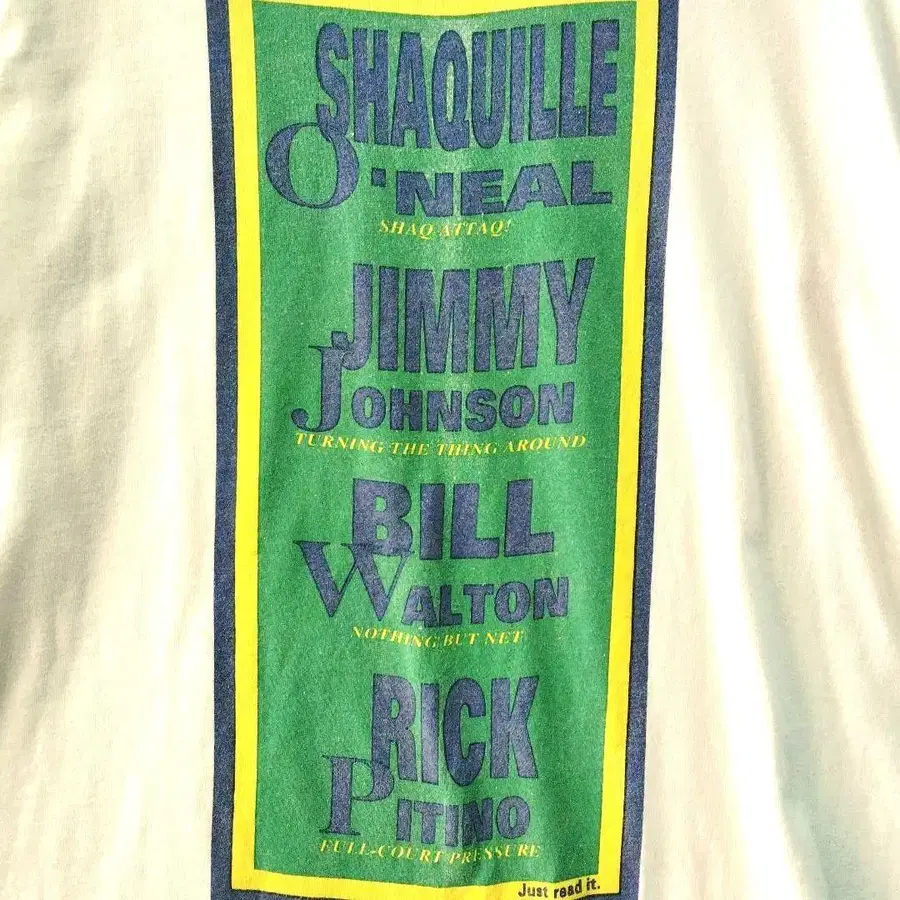 SHAQUILLE
O'NEAL
SHAQ ATTAQ!
JIMMY
JOHNSON
TURNING THE THING AROUND
BILL
WALTON
NOTHING BUT NET
RICK
PITINO
FULL-COURT PRESSURE
Just read it.